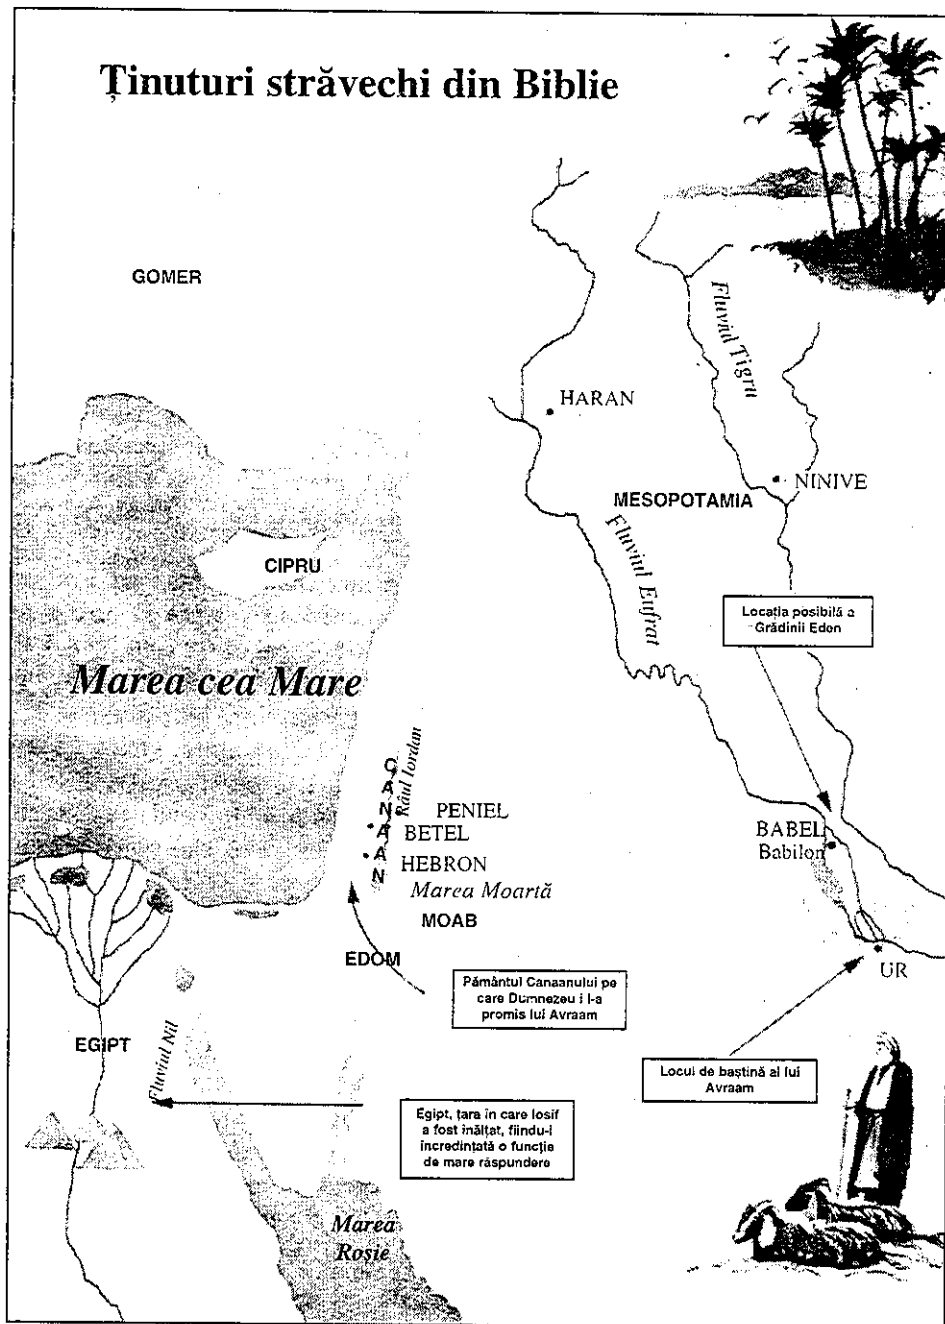 Ținuturi străvechi din Biblie
GOMER
Fluviul Tigru
HARAN
NINIVE
MESOPOTAMIA
Fluviul Eufrat
CIPRU
Locația posibilă a
Grădinii Eden
Marea cea Mare
CANAAN
Râul Iordan
PENIEL
BETEL
HEBRON
Marea Moartă
MOAB
EDOM
BABEL
Babilon
UR
Pământul Canaanului pe
care Dumnezeu i l-a
promis lui Avraam
EGIPT
Fluviul Nil
Locul de baștină al lui
Avraam
Egipt, țara în care Iosif
a fost înălțat, fiindu-i
încredințată o funcție
de mare răspundere
Marea
Roșie